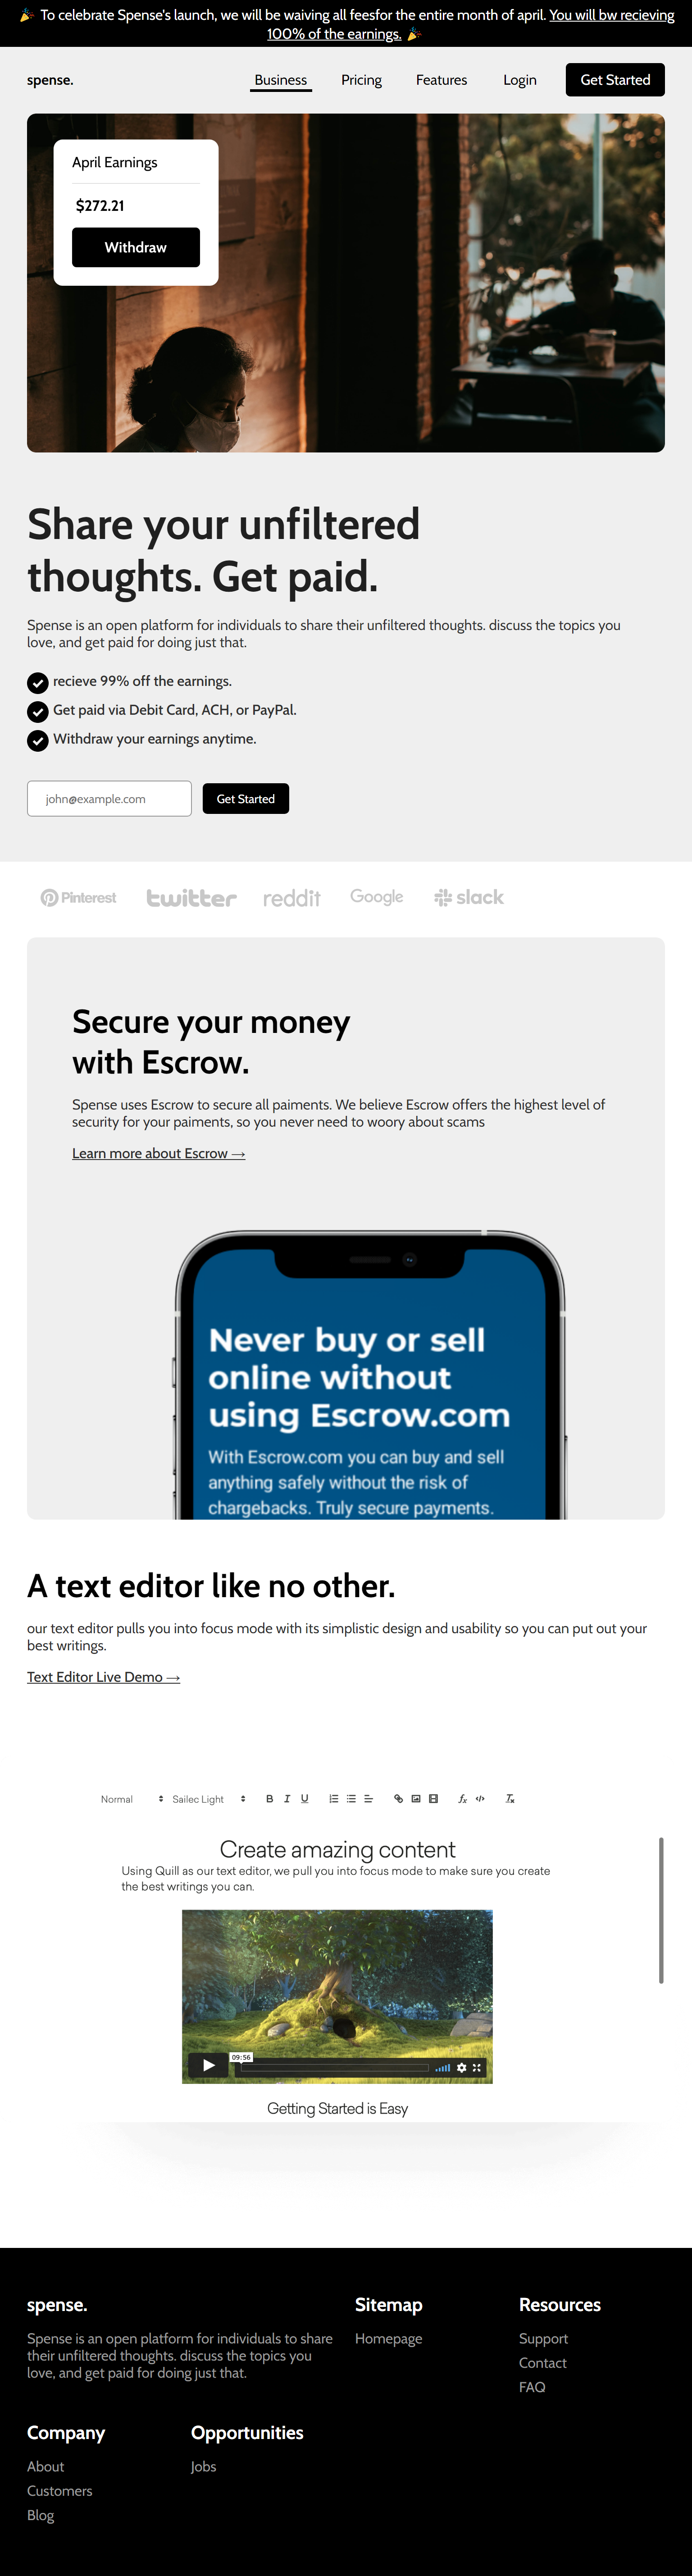 🎉 To celebrate Spense's launch, we will be waiving all feesfor the entire month of april. You will bw recieving
100% of the earnings. 🎉
spense.
Business
Pricing
Features
Login
Get Started
April Earnings
$272.21
Withdraw
Share your unfiltered
thoughts. Get paid.
Spense is an open platform for individuals to share their unfiltered thoughts. discuss the topics you
love, and get paid for doing just that.
recieve 99% off the earnings.
Get paid via Debit Card, ACH, or PayPal.
Withdraw your earnings anytime.
john@example.com
Get Started
Pinterest
twitter
reddit
Google
slack
Secure your money
with Escrow.
Spense uses Escrow to secure all paiments. We believe Escrow offers the highest level of
security for your paiments, so you never need to woory about scams
Learn more about Escrow →
Never buy or sell
online without
using Escrow.com
With Escrow.com you can buy and sell
anything safely without the risk of
chargebacks. Truly secure payments.
A text editor like no other.
our text editor pulls you into focus mode with its simplistic design and usability so you can put out your
best writings.
Text Editor Live Demo →
Normal
Sailec Light
B I U
Create amazing content
Using Quill as our text editor, we pull you into focus mode to make sure you create
the best writings you can.
09:56
Getting Started is Easy
spense.
Spense is an open platform for individuals to share
their unfiltered thoughts. discuss the topics you
love, and get paid for doing just that.
Sitemap
Homepage
Resources
Support
Contact
FAQ
Company
About
Customers
Blog
Opportunities
Jobs